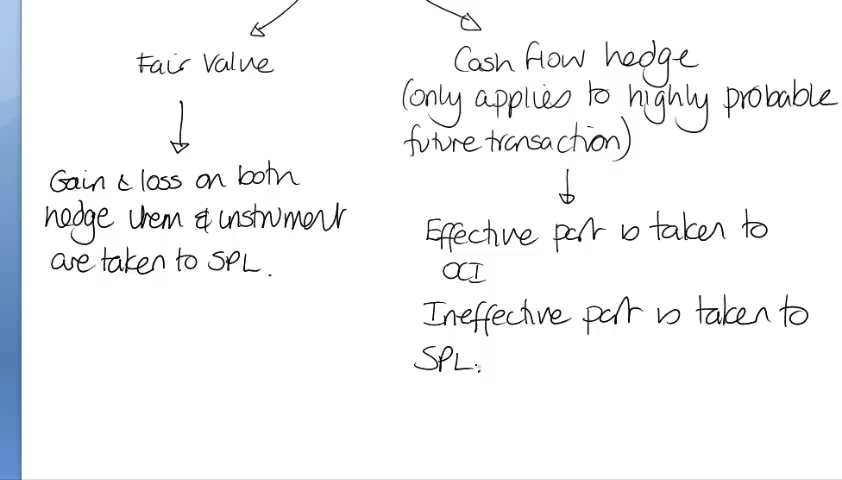 Fair Value
Gain & loss on both
hedge item & instrument
are taken to SPL.
Cash flow hedge
(only applies to highly probable
future transaction)
Effective part is taken to
OCI
Ineffective part is taken to
SPL.